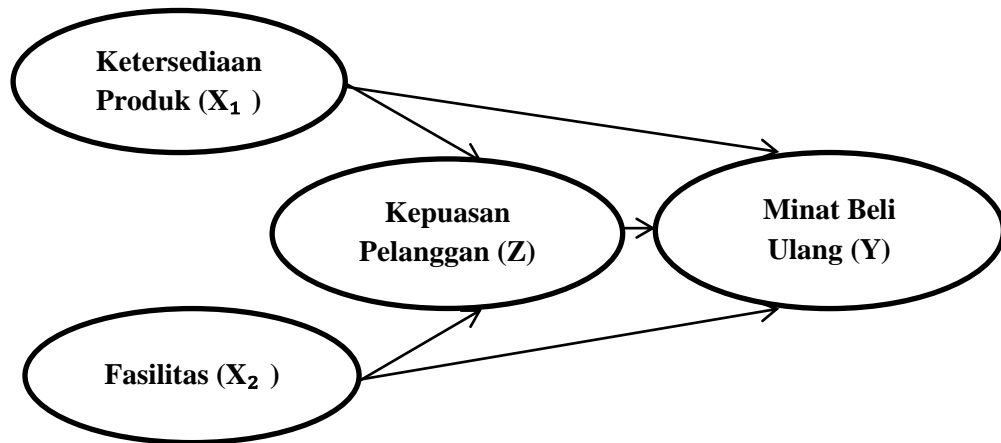 Ketersediaan
Produk (X₁ )
Kepuasan
Pelanggan (Z)
Minat Beli
Ulang (Y)
Fasilitas (X₂ )